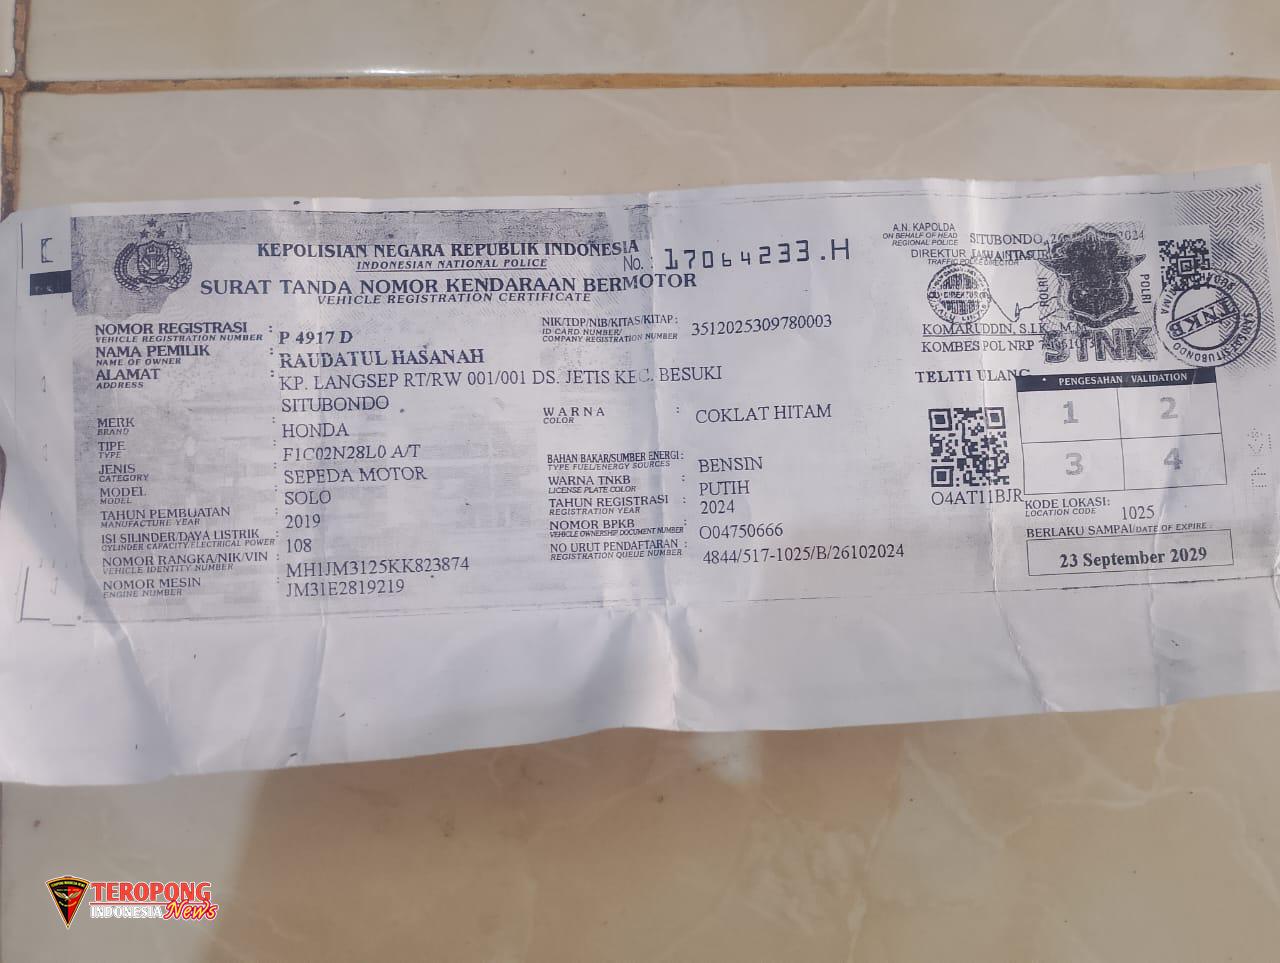 KEPOLISIAN NEGARA REPUBLIK INDONESIA
INDONESIAN NATIONAL POLICE
No. : 17064233.H
SURAT TANDA NOMOR KENDARAAN BERMOTOR
VEHICLE REGISTRATION CERTIFICATE
NOMOR REGISTRASI : P 4917 D
VEHICLE REGISTRATION NUMBER
NAMA PEMILIK : RAUDATUL HASANAH
NAME OF OWNER
ALAMAT : KP. LANGSEP RT/RW 001/001 DS. JETIS KEC. BESUKI
ADDRESS
SITUBONDO
MERK : HONDA
BRAND
TIPE : F1C02N28L0 A/T
TYPE
JENIS : SEPEDA MOTOR
CATEGORY
MODEL : SOLO
MODEL
TAHUN PEMBUATAN : 2019
MANUFACTURE YEAR
ISI SILINDER/DAYA LISTRIK : 108
CYLINDER CAPACITY/ELECTRICAL POWER
NOMOR RANGKA/NIK/VIN : MH1JM3125KK823874
VEHICLE IDENTITY NUMBER
NOMOR MESIN : JM31E2819219
ENGINE NUMBER
NIK/TDP/NIB/KITAS/KITAP : 3512025309780003
ID CARD NUMBER/
COMPANY REGISTRATION NUMBER
WARNA : COKLAT HITAM
COLOR
BAHAN BAKAR/SUMBER ENERGI : BENSIN
TYPE FUEL/ENERGY SOURCES
WARNA TNKB : PUTIH
LICENSE PLATE COLOR
TAHUN REGISTRASI : 2024
REGISTRATION YEAR
NOMOR BPKB : O04750666
VEHICLE OWNERSHIP DOCUMENT NUMBER
NO URUT PENDAFTARAN : 4844/517-1025/B/26102024
REGISTRATION QUEUE NUMBER
A.N. KAPOLDA
ON BEHALF OF HEAD
REGIONAL POLICE
SITUBONDO, 2024
DIREKTUR
KOMARUDDIN, S.I.K., M.M
KOMBES POL NRP
TELITI ULANG
POLRI
POLRI
STNK
TNKB
SITUBONDO
PENGESAHAN VALIDATION
1 2
3 4
O4AT11BJR
KODE LOKASI: 1025
LOCATION CODE
BERLAKU SAMPAI/DATE OF EXPIRE :
23 September 2029
TEROPONG
INDONESIA News